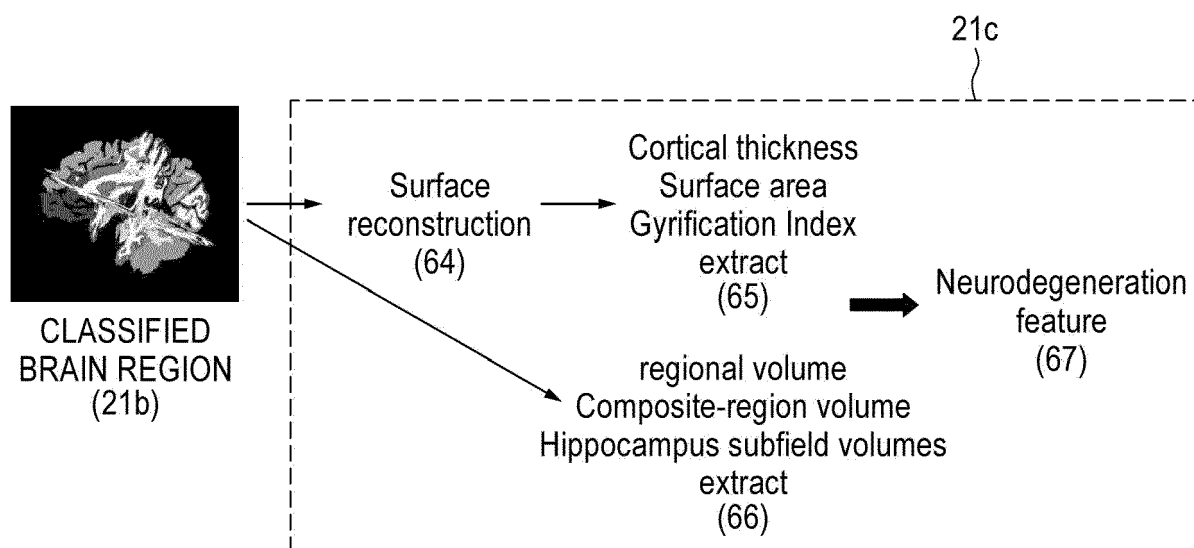 21c
CLASSIFIED
BRAIN REGION
(21b)
Surface
reconstruction
(64)
Cortical thickness
Surface area
Gyrification Index
extract
(65)
regional volume
Composite-region volume
Hippocampus subfield volumes
extract
(66)
Neurodegeneration
feature
(67)